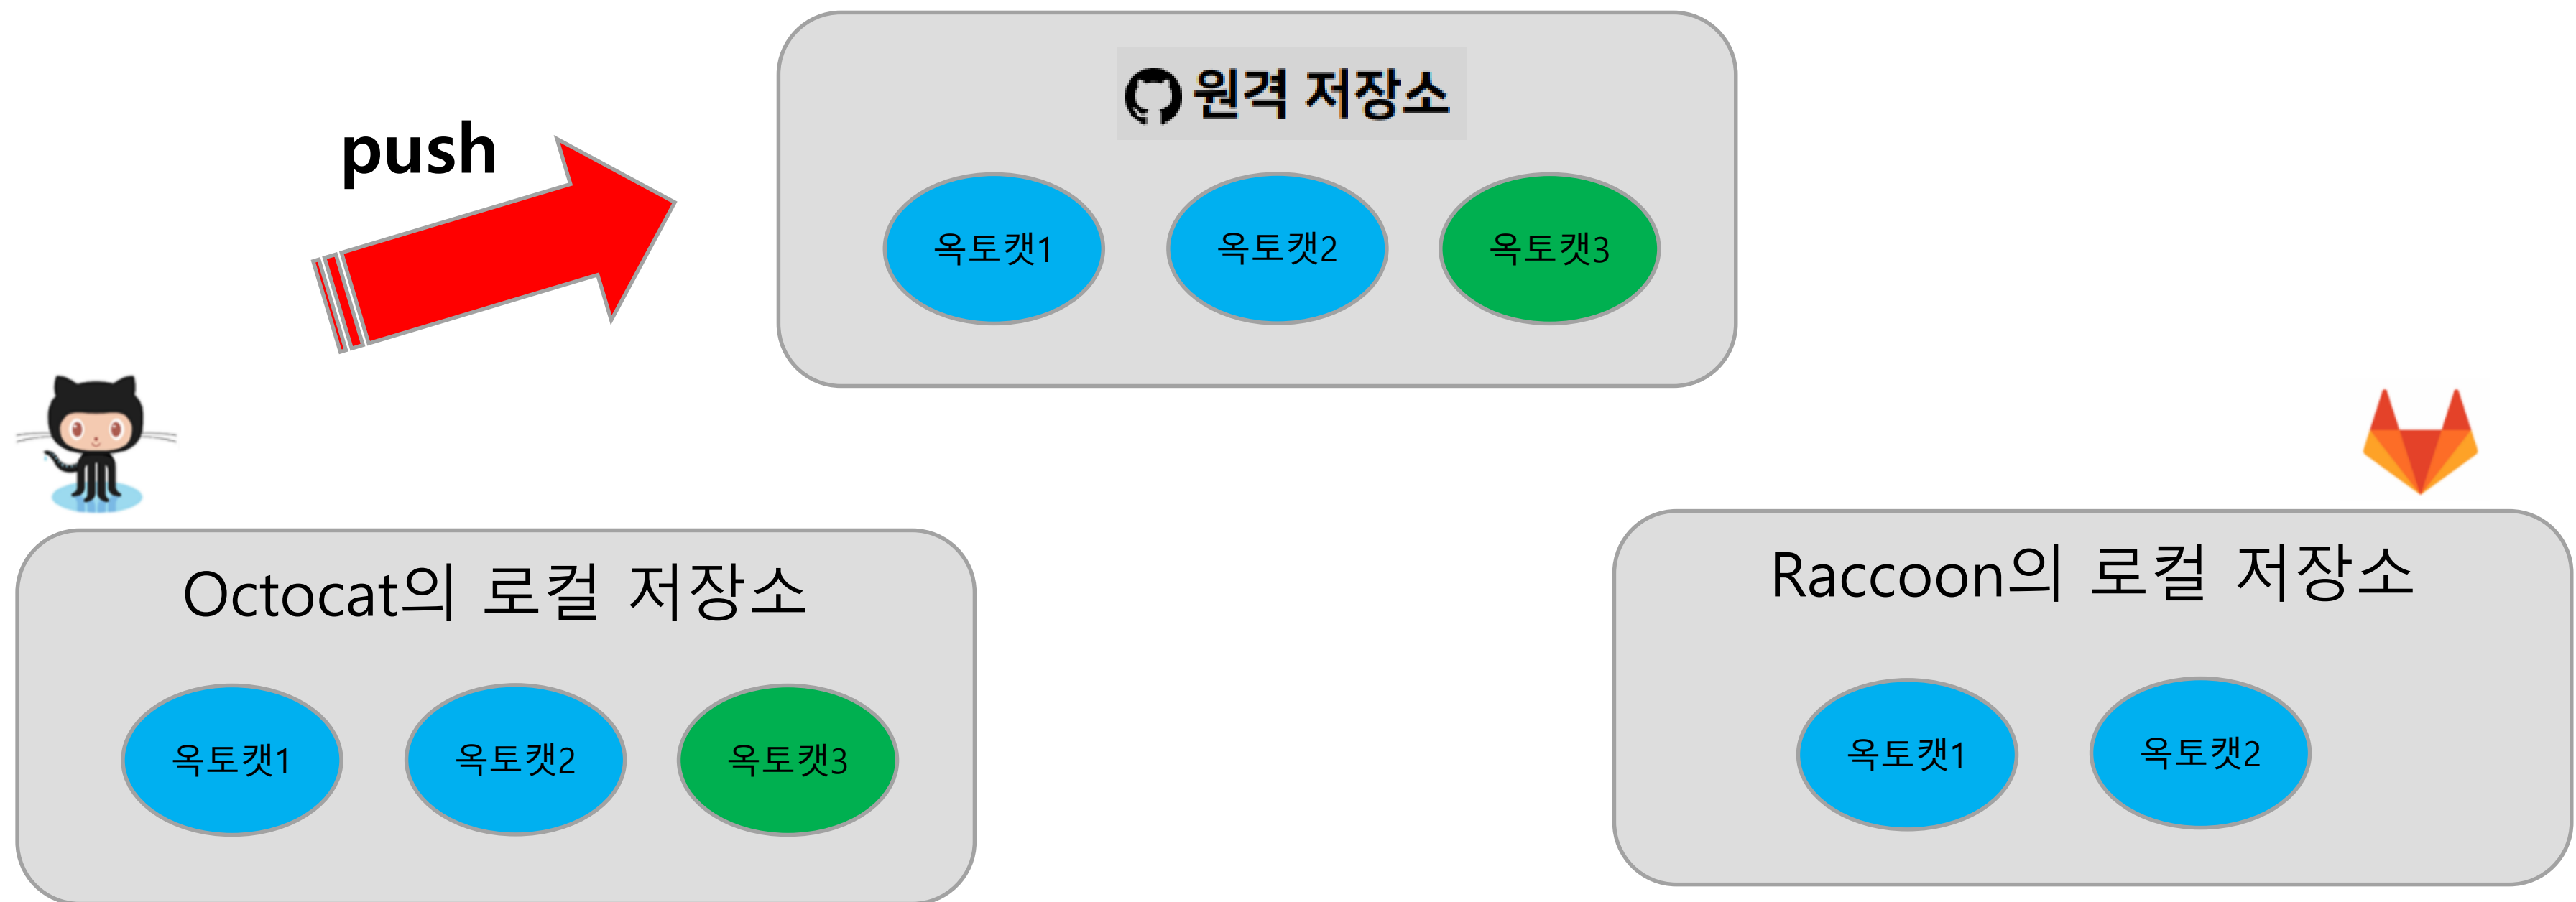 push
원격 저장소
옥토캣1 옥토캣2 옥토캣3
Octocat의 로컬 저장소
옥토캣1 옥토캣2 옥토캣3
Raccoon의 로컬 저장소
옥토캣1 옥토캣2